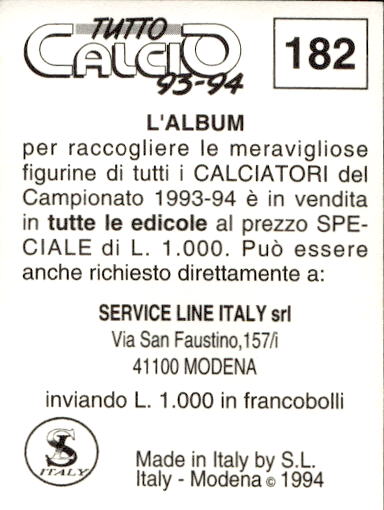 TUTTO
CALCIO
93-94
182
L'ALBUM
per raccogliere le meravigliose
figurine di tutti i CALCIATORI del
Campionato 1993-94 è in vendita
in tutte le edicole al prezzo SPE-
CIALE di L. 1.000. Può essere
anche richiesto direttamente a:
SERVICE LINE ITALY srl
Via San Faustino,157/i
41100 MODENA
inviando L. 1.000 in francobolli
SL
ITALY
Made in Italy by S.L.
Italy - Modena © 1994